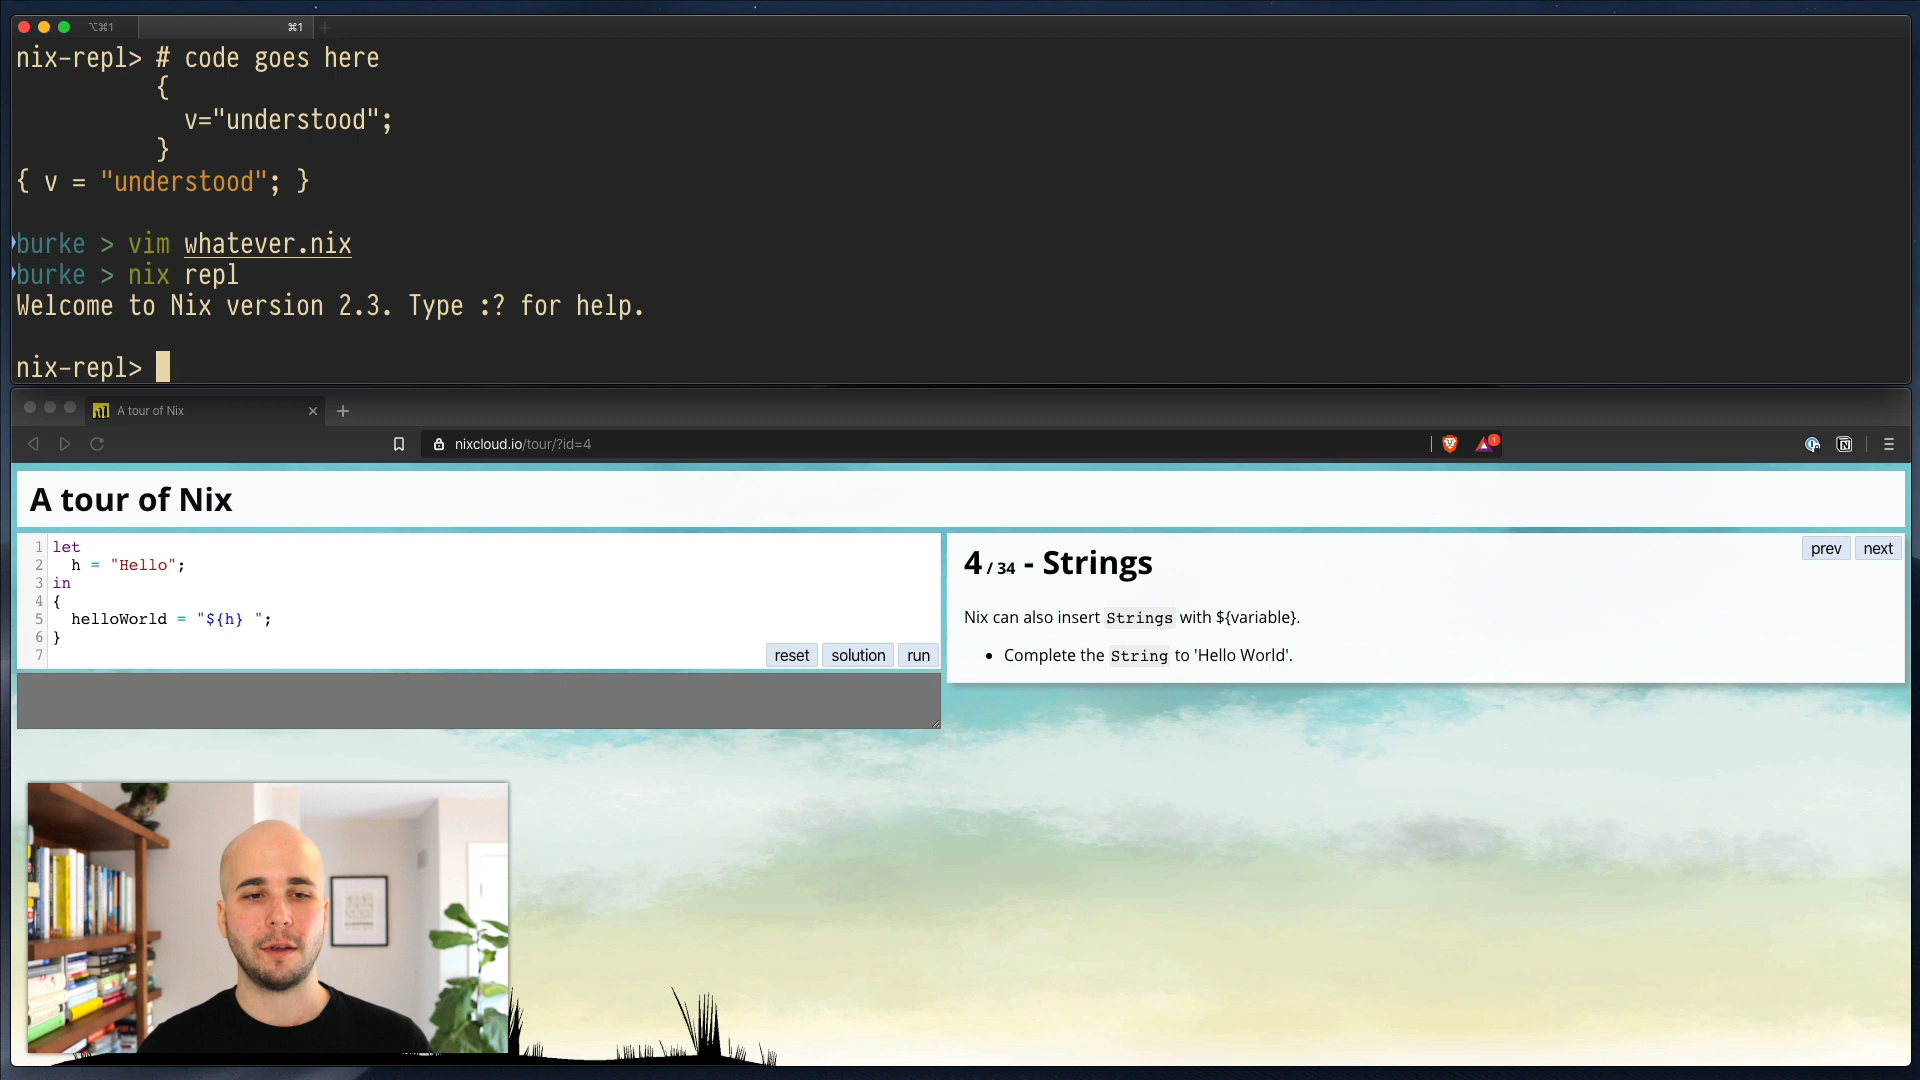 ⌥⌘1
⌘1
nix-repl> # code goes here
{
v="understood";
}
{ v = "understood"; }
burke > vim whatever.nix
burke > nix repl
Welcome to Nix version 2.3. Type :? for help.
nix-repl>
A tour of Nix
nixcloud.io/tour/?id=4
1
A tour of Nix
1 let
2 h = "Hello";
3 in
4 {
5 helloWorld = "${h} ";
6 }
7
reset solution run
4 / 34 - Strings
prev next
Nix can also insert Strings with ${variable}.
• Complete the String to 'Hello World'.